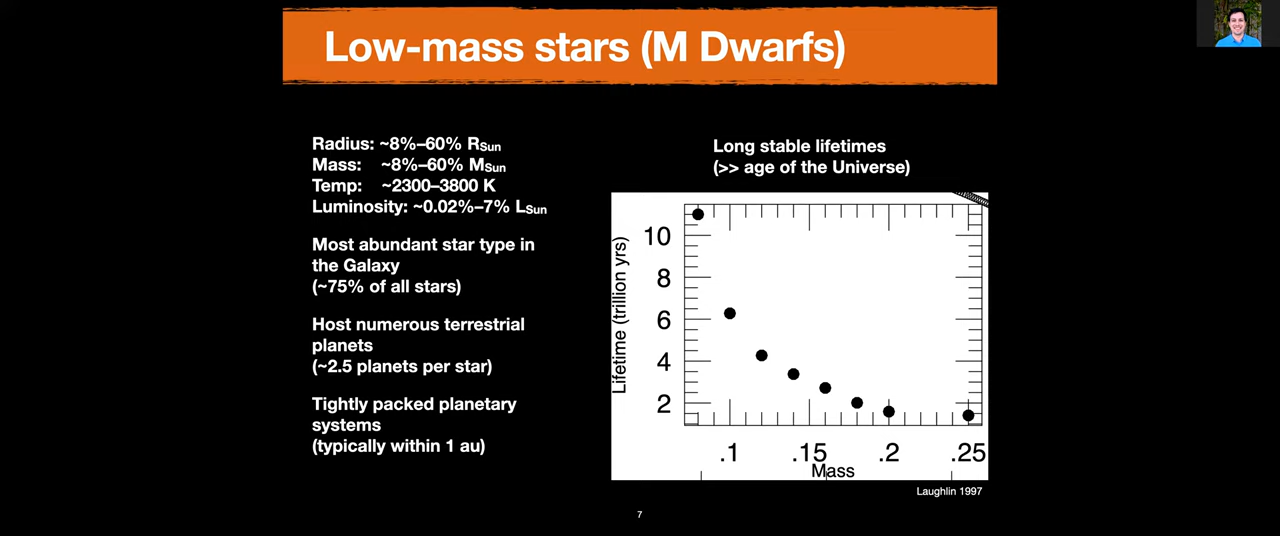 Low-mass stars (M Dwarfs)
Radius: ~8%–60% RSun
Mass: ~8%–60% MSun
Temp: ~2300–3800 K
Luminosity: ~0.02%–7% LSun
Most abundant star type in
the Galaxy
(~75% of all stars)
Host numerous terrestrial
planets
(~2.5 planets per star)
Tightly packed planetary
systems
(typically within 1 au)
Long stable lifetimes
(>> age of the Universe)
Lifetime (trillion yrs)
10
8
6
4
2
.1 .15 .2 .25
Mass
Laughlin 1997
7